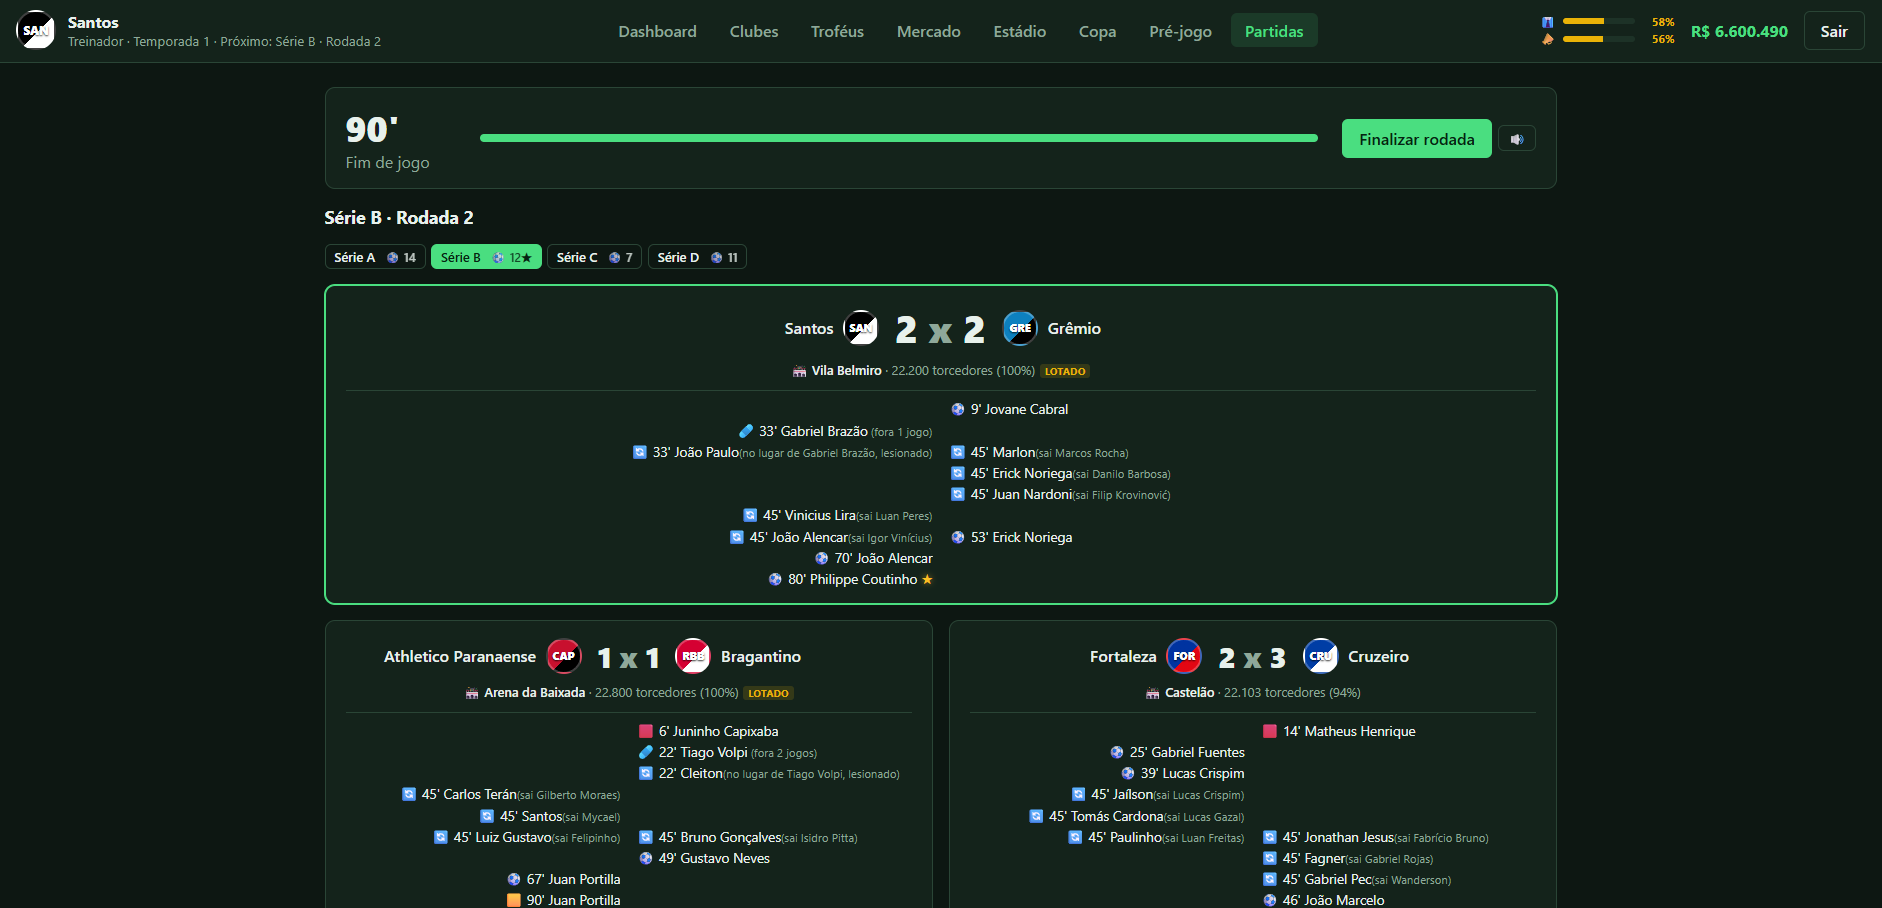 SAN
Santos
Treinador · Temporada 1 · Próximo: Série B · Rodada 2
Dashboard Clubes Troféus Mercado Estádio Copa Pré-jogo Partidas
58%
56%
R$ 6.600.490
Sair
90'
Fim de jogo
Finalizar rodada
Série B · Rodada 2
Série A 14 Série B 12★ Série C 7 Série D 11
Santos SAN 2 x 2 GRE Grêmio
Vila Belmiro · 22.200 torcedores (100%) LOTADO
9' Jovane Cabral
33' Gabriel Brazão (fora 1 jogo)
33' João Paulo(no lugar de Gabriel Brazão, lesionado) 45' Marlon(sai Marcos Rocha)
45' Erick Noriega(sai Danilo Barbosa)
45' Juan Nardoni(sai Filip Krovinović)
45' Vinicius Lira(sai Luan Peres)
45' João Alencar(sai Igor Vinícius) 53' Erick Noriega
70' João Alencar
80' Philippe Coutinho ★
Athletico Paranaense CAP 1 x 1 RBB Bragantino
Arena da Baixada · 22.800 torcedores (100%) LOTADO
6' Juninho Capixaba
22' Tiago Volpi (fora 2 jogos)
22' Cleiton(no lugar de Tiago Volpi, lesionado)
45' Carlos Terán(sai Gilberto Moraes)
45' Santos(sai Mycael)
45' Luiz Gustavo(sai Felipinho) 45' Bruno Gonçalves(sai Isidro Pitta)
49' Gustavo Neves
67' Juan Portilla
90' Juan Portilla
Fortaleza FOR 2 x 3 CRU Cruzeiro
Castelão · 22.103 torcedores (94%)
14' Matheus Henrique
25' Gabriel Fuentes
39' Lucas Crispim
45' Jaílson(sai Lucas Crispim)
45' Tomás Cardona(sai Lucas Gazal)
45' Paulinho(sai Luan Freitas) 45' Jonathan Jesus(sai Fabrício Bruno)
45' Fagner(sai Gabriel Rojas)
45' Gabriel Pec(sai Wanderson)
46' João Marcelo